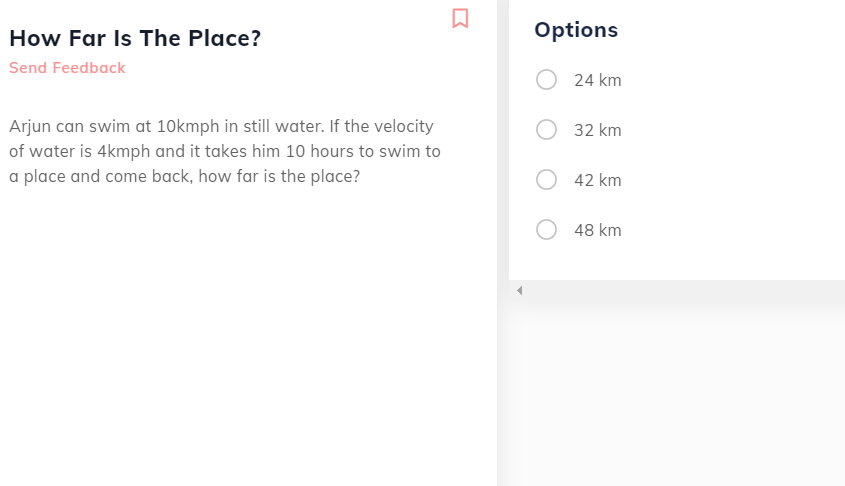 How Far Is The Place?
Send Feedback
Arjun can swim at 10kmph in still water. If the velocity
of water is 4kmph and it takes him 10 hours to swim to
a place and come back, how far is the place?
Options
24 km
32 km
42 km
48 km